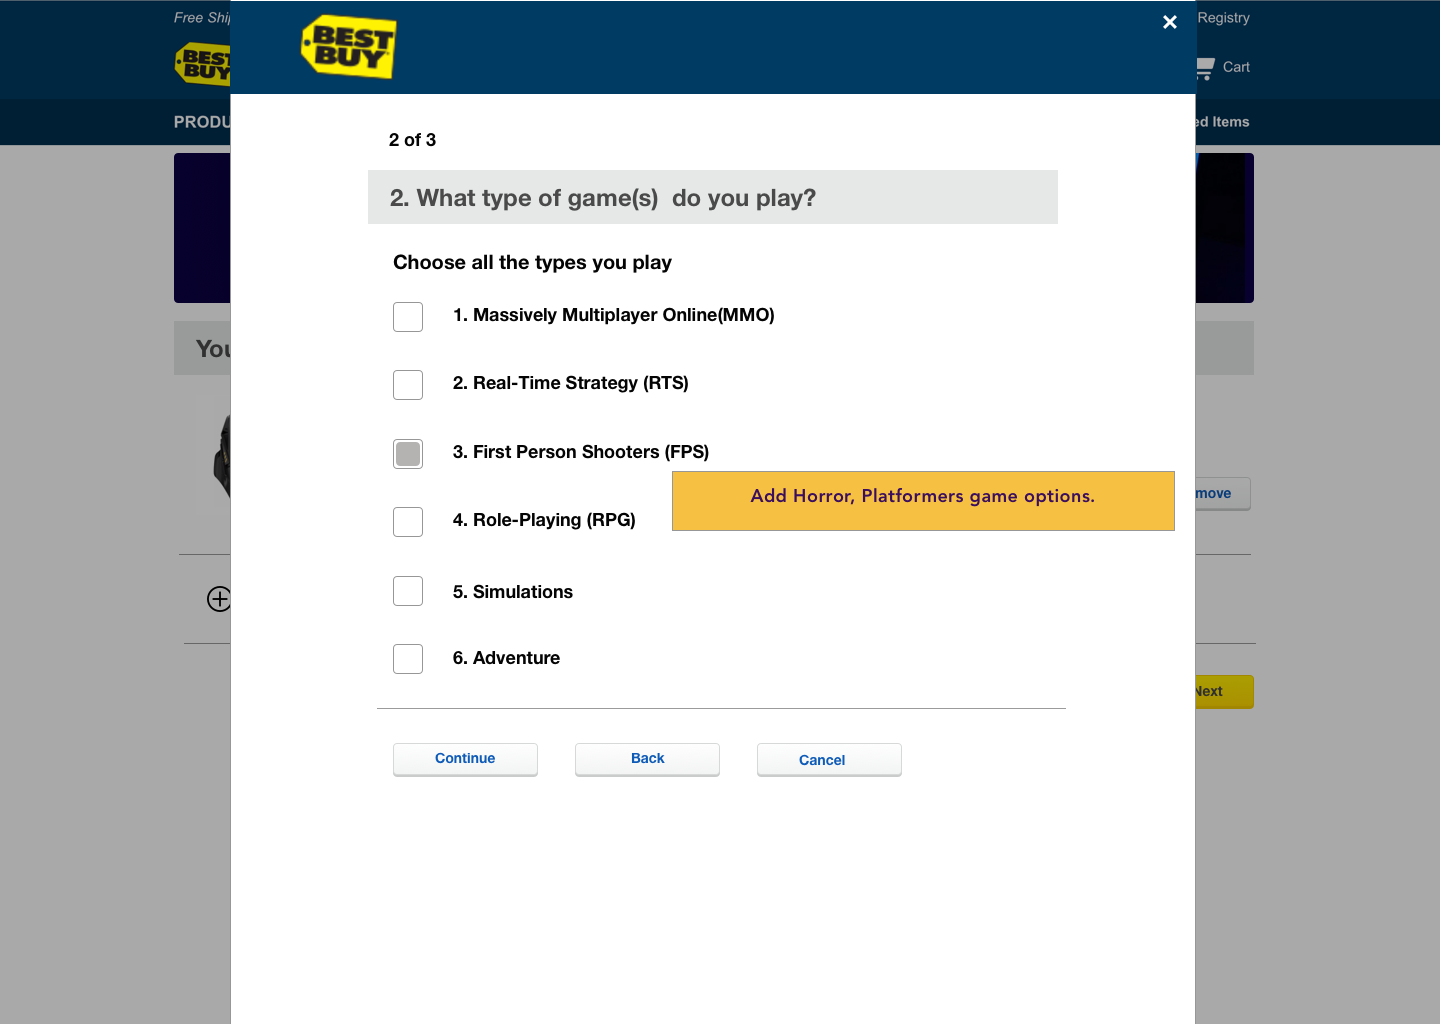 Free Shi
BEST
BUY
×
Registry
BEST
BUY
Cart
PRODU
ed Items
2 of 3
2. What type of game(s)  do you play?
Choose all the types you play
1. Massively Multiplayer Online(MMO)
You
2. Real-Time Strategy (RTS)
3. First Person Shooters (FPS)
Add Horror, Platformers game options.
move
4. Role-Playing (RPG)
5. Simulations
6. Adventure
Next
Continue
Back
Cancel